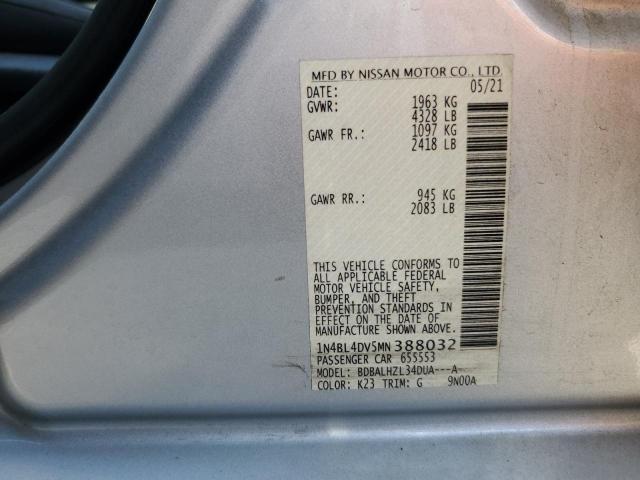 MFD BY NISSAN MOTOR CO., LTD.
DATE: 05/21
GVWR: 1963 KG
4328 LB
GAWR FR.: 1097 KG
2418 LB
GAWR RR.: 945 KG
2083 LB
THIS VEHICLE CONFORMS TO
ALL APPLICABLE FEDERAL
MOTOR VEHICLE SAFETY,
BUMPER, AND THEFT
PREVENTION STANDARDS IN
EFFECT ON THE DATE OF
MANUFACTURE SHOWN ABOVE.
1N4BL4DV5MN388032
PASSENGER CAR 655553
MODEL: BDBALHZL34DUA---A
COLOR: K23 TRIM: G 9N00A